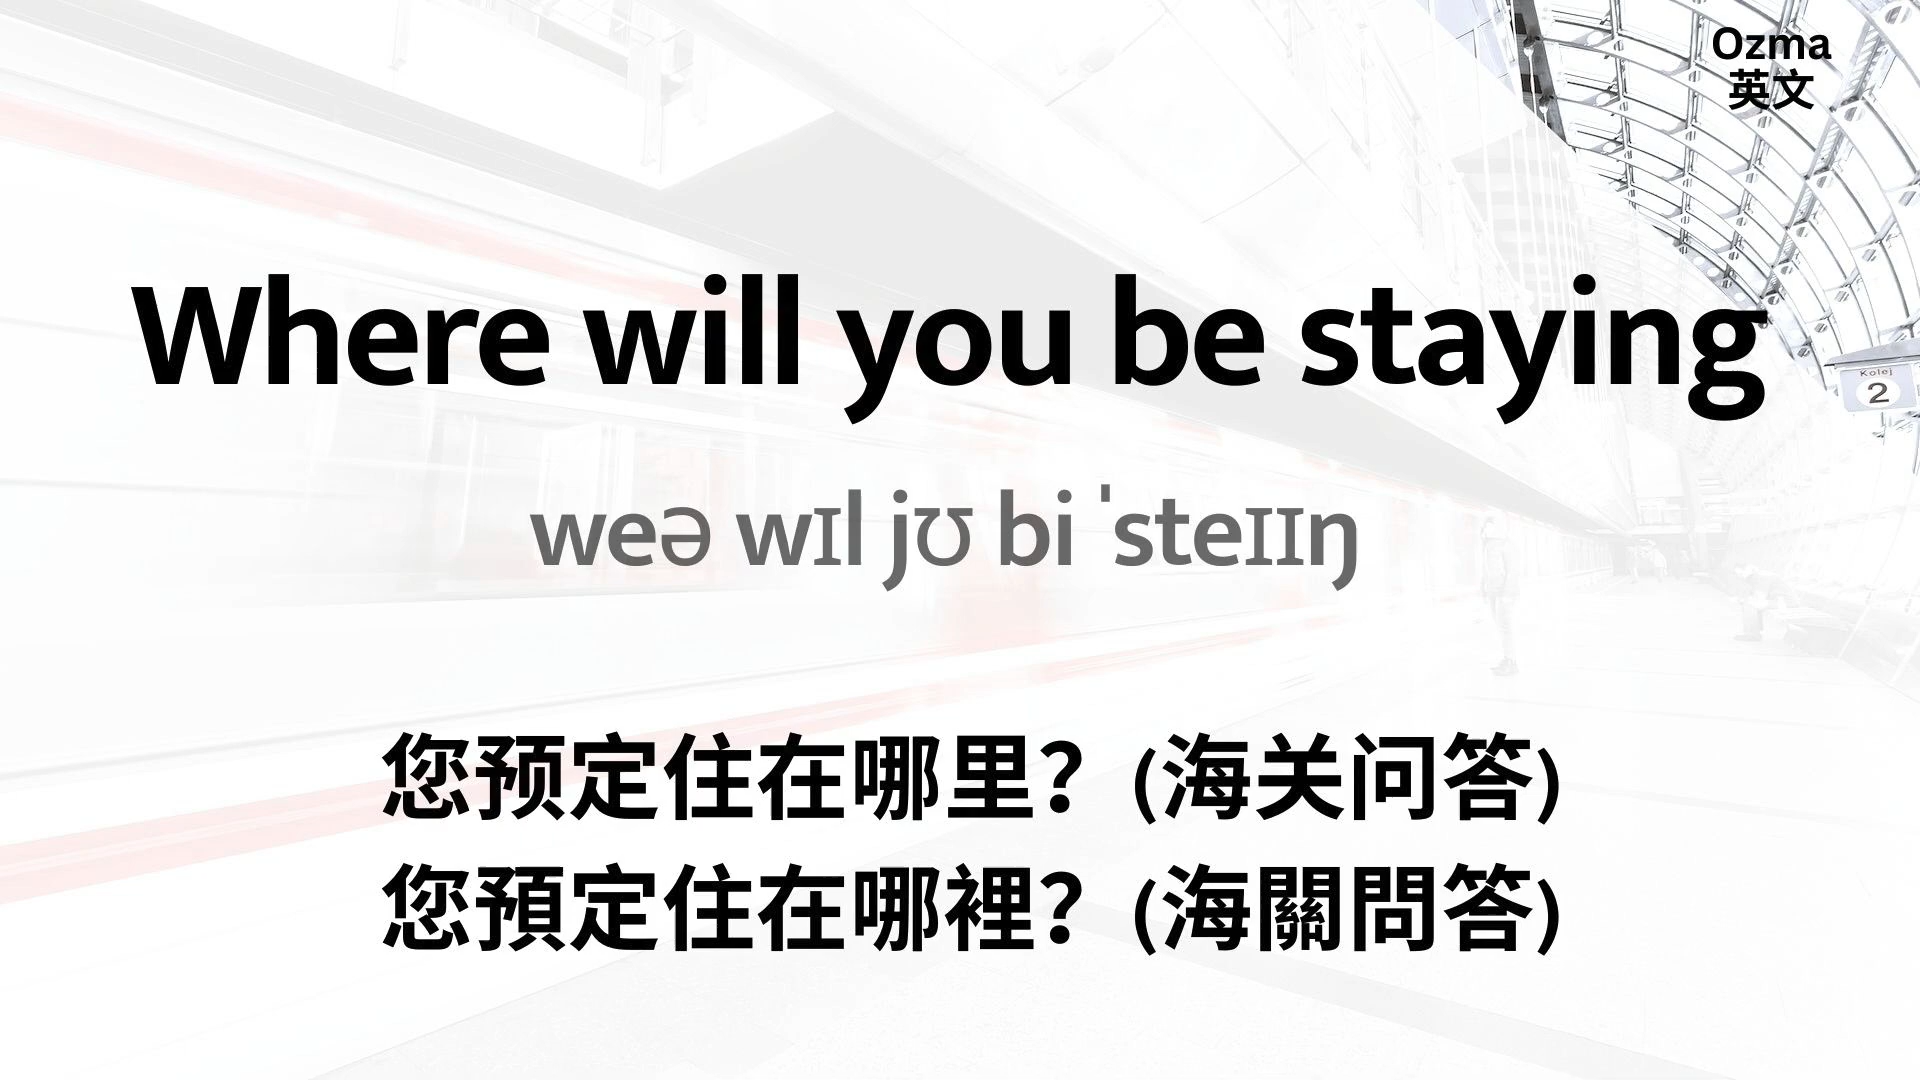 Ozma
英文
Where will you be staying
weə wɪl jʊ bi ˈsteɪɪŋ
Kolej
2
您预定住在哪里？(海关问答)
您預定住在哪裡？(海關問答)